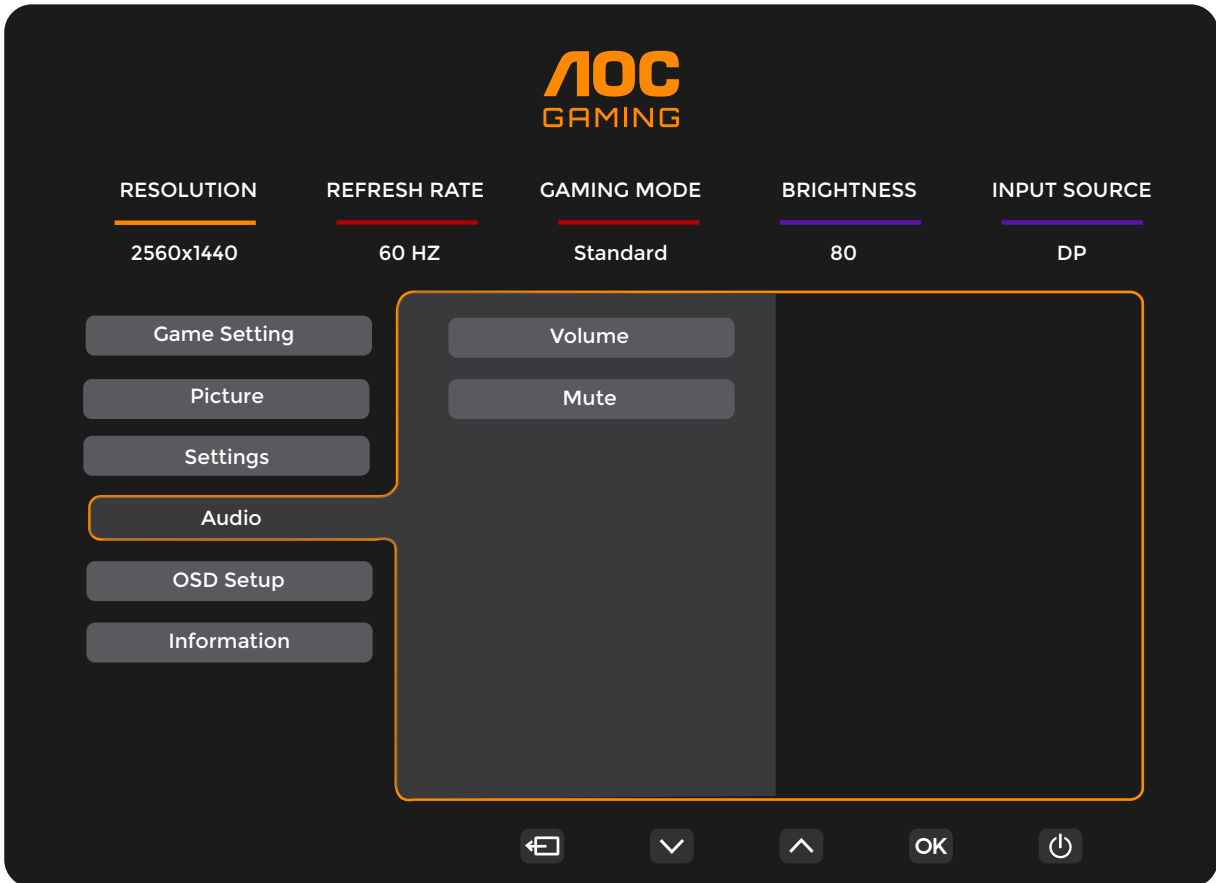 AOC
GAMING
RESOLUTION REFRESH RATE GAMING MODE BRIGHTNESS INPUT SOURCE
2560x1440 60 HZ Standard 80 DP
Game Setting Volume
Picture Mute
Settings
Audio
OSD Setup
Information
OK